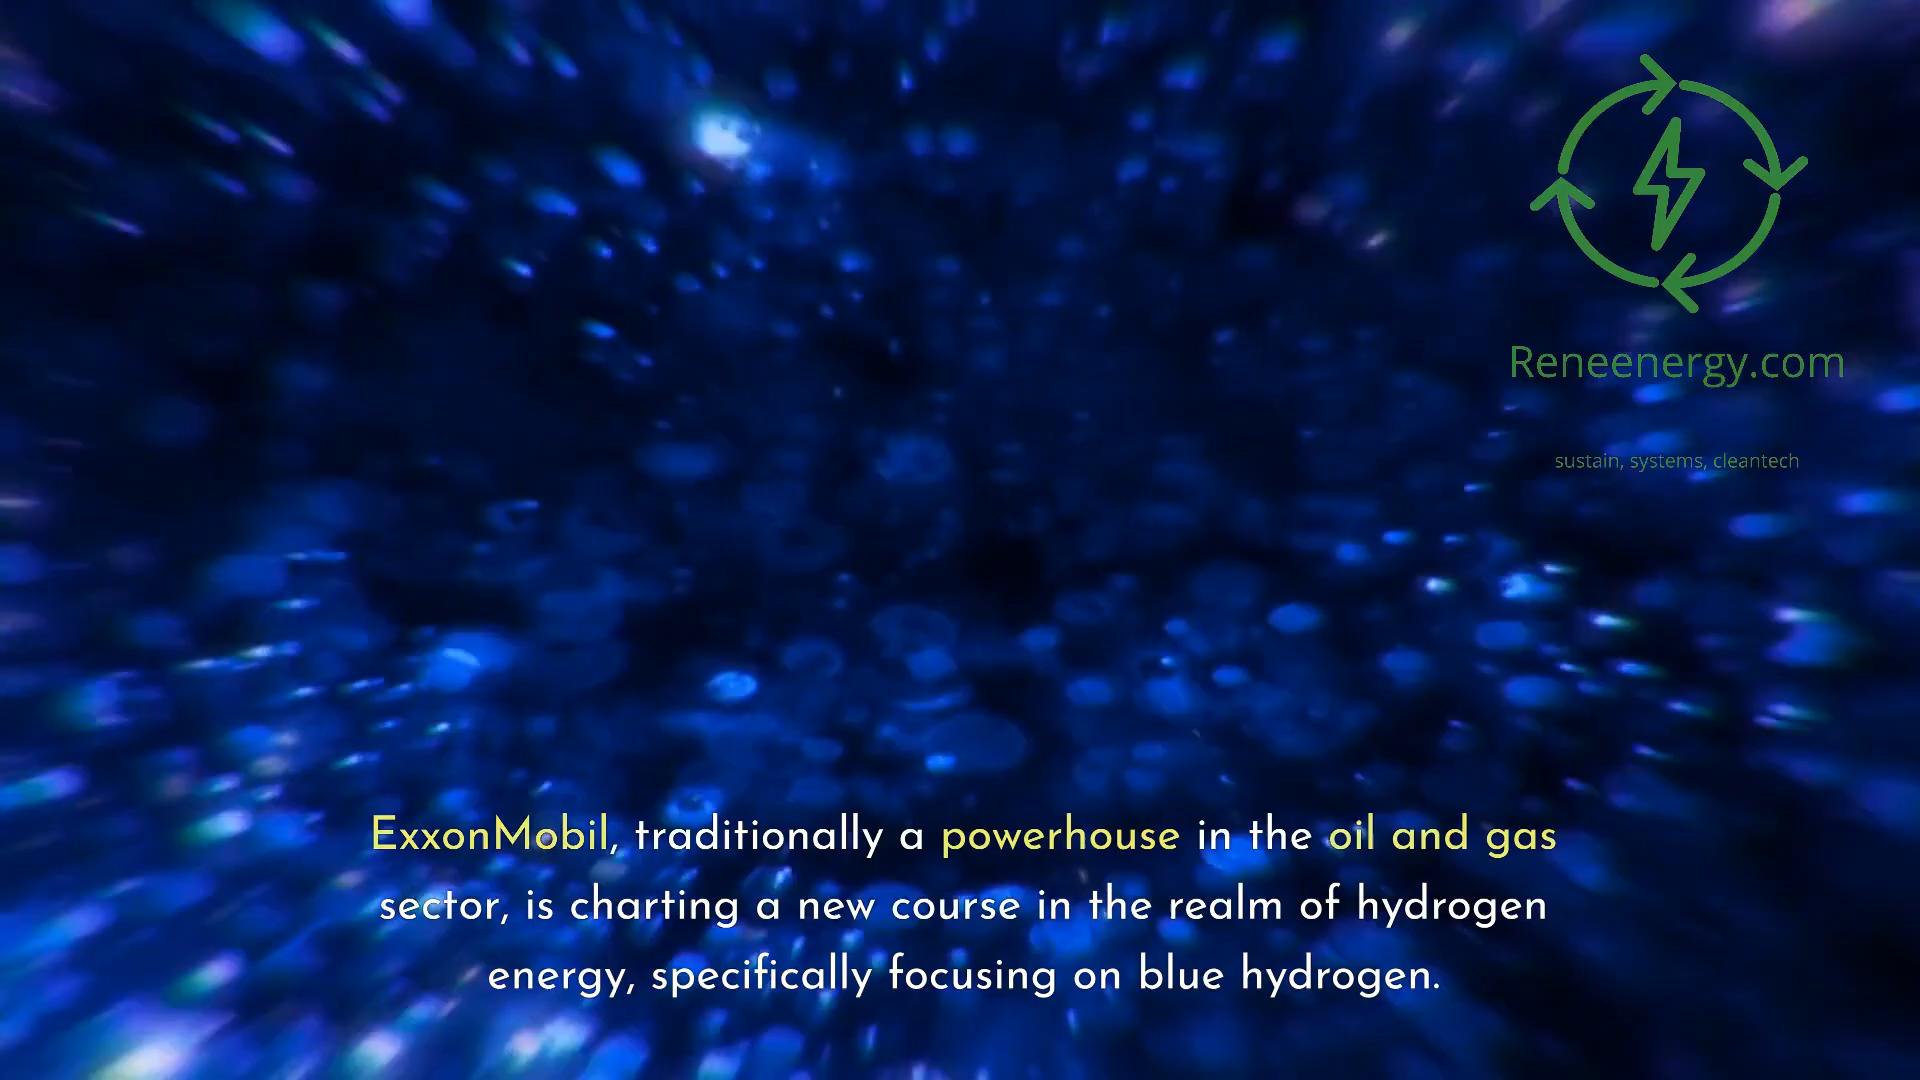 Reneenergy.com
sustain, systems, cleantech
ExxonMobil, traditionally a powerhouse in the oil and gas
sector, is charting a new course in the realm of hydrogen
energy, specifically focusing on blue hydrogen.